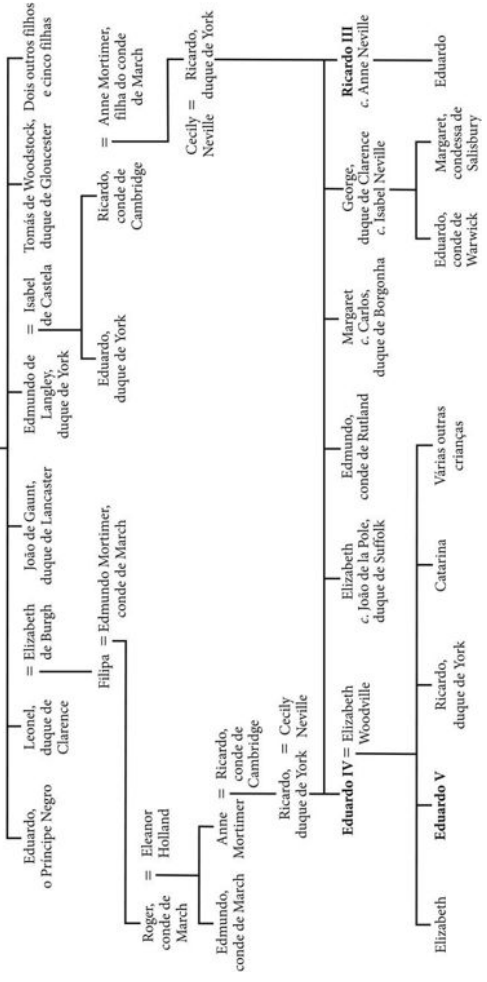 Eduardo,
o Príncipe Negro
Leonel,
duque de
Clarence
= Elizabeth
de Burgh
João de Gaunt,
duque de Lancaster
Edmundo de
Langley,
duque de York
= Isabel
de Castela
Tomás de Woodstock,
duque de Gloucester
Dois outros filhos
e cinco filhas
Filipa
= Edmundo Mortimer,
conde de March
Eduardo,
duque de York
Ricardo,
conde de
Cambridge
= Anne Mortimer,
filha do conde
de March
Roger,
conde de
March
= Eleanor
Holland
Cecily =
Neville
Ricardo,
duque de York
Edmundo,
conde de March
Anne
Mortimer
= Ricardo,
conde de
Cambridge
Ricardo,
duque de York
= Cecily
Neville
Eduardo IV = Elizabeth
Woodville
Elizabeth
c. João de la Pole,
duque de Suffolk
Edmundo,
conde de Rutland
Margaret
c. Carlos,
duque de Borgonha
George,
duque de Clarence
c. Isabel Neville
Ricardo III
c. Anne Neville
Elizabeth
Eduardo V
Ricardo,
duque de York
Catarina
Várias outras
crianças
Eduardo,
conde de
Warwick
Margaret,
condessa de
Salisbury
Eduardo